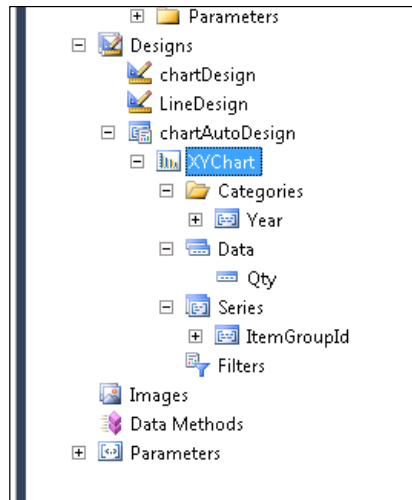 Parameters
Designs
chartDesign
LineDesign
chartAutoDesign
XYChart
Categories
Year
Data
Qty
Series
ItemGroupId
Filters
Images
Data Methods
Parameters